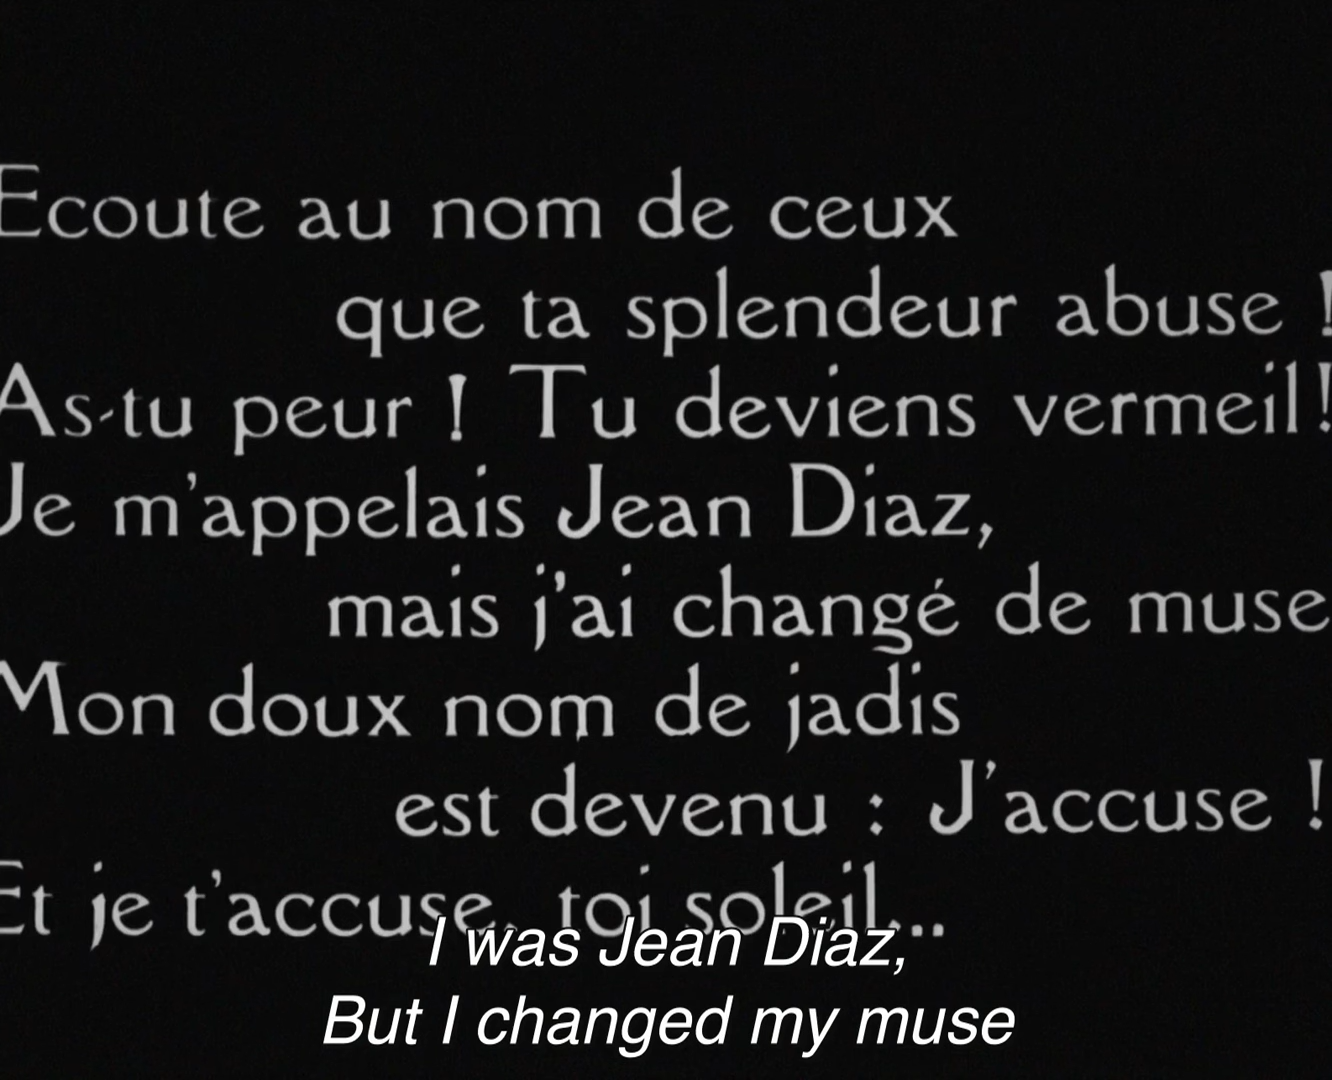 Ecoute au nom de ceux
que ta splendeur abuse !
As-tu peur ! Tu deviens vermeil !
Je m'appelais Jean Diaz,
mais j'ai changé de muse
Mon doux nom de jadis
est devenu : J'accuse !
Et je t'accuse, toi soleil...
I was Jean Diaz,
But I changed my muse